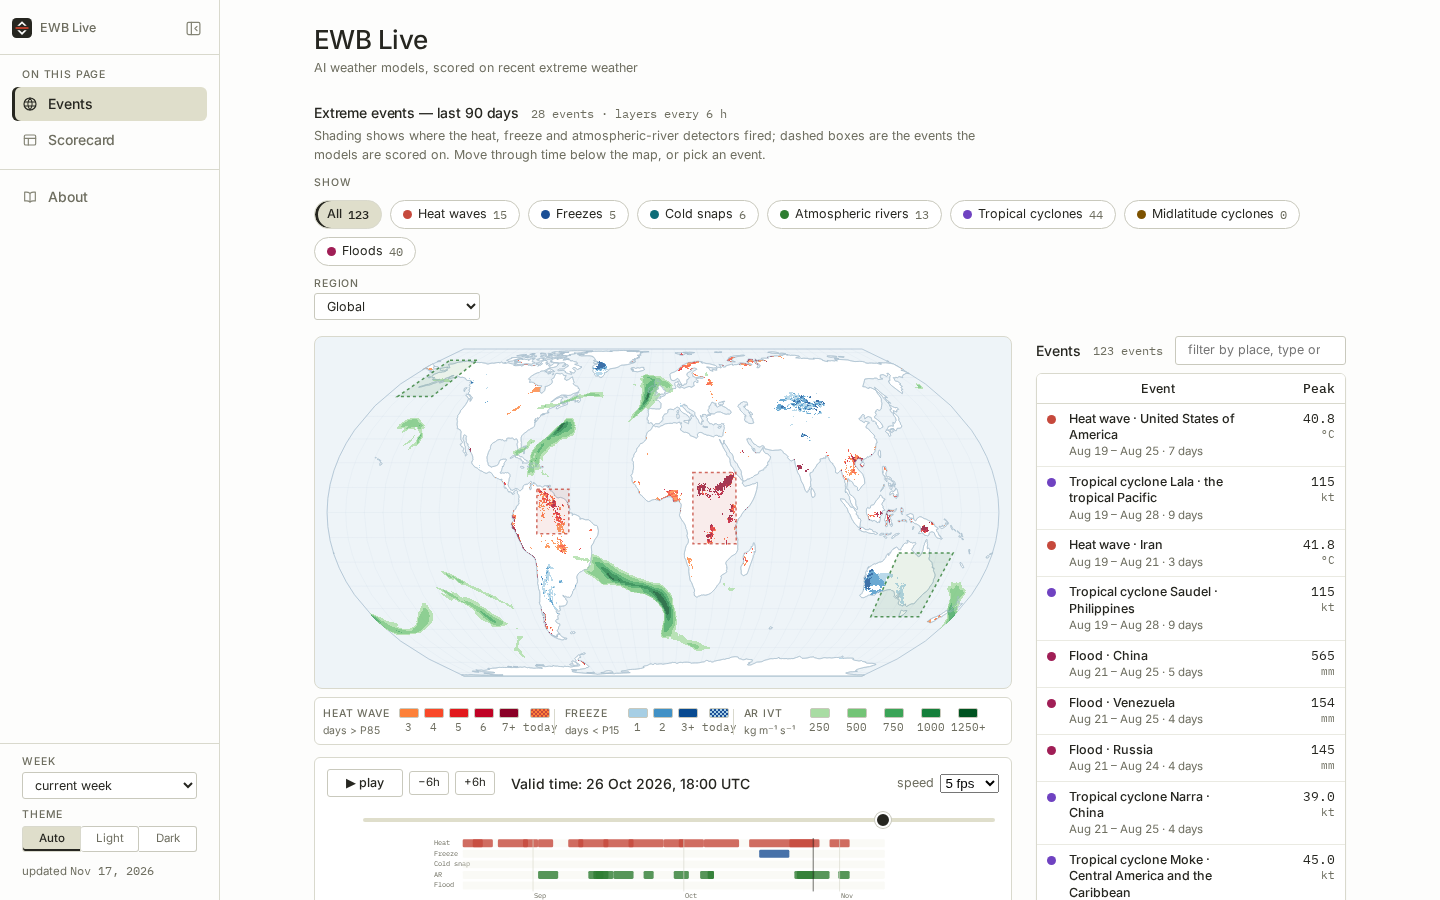 EWB Live
ON THIS PAGE
Events
Scorecard
About
WEEK
current week
THEME
Auto Light Dark
updated Nov 17, 2026
EWB Live
AI weather models, scored on recent extreme weather
Extreme events — last 90 days 28 events · layers every 6 h
Shading shows where the heat, freeze and atmospheric-river detectors fired; dashed boxes are the events the
models are scored on. Move through time below the map, or pick an event.
SHOW
All 123 Heat waves 15 Freezes 5 Cold snaps 6 Atmospheric rivers 13 Tropical cyclones 44 Midlatitude cyclones 0
Floods 40
REGION
Global
HEAT WAVE
days > P85
3 4 5 6 7+ today
FREEZE
days < P15
1 2 3+ today
AR IVT
kg m⁻¹ s⁻¹
250 500 750 1000 1250+
▶ play −6h +6h Valid time: 26 Oct 2026, 18:00 UTC speed 5 fps
Heat
Freeze
Cold snap
AR
Flood
Sep Oct Nov
Events 123 events filter by place, type or
Event Peak
Heat wave · United States of
America
Aug 19 – Aug 25 · 7 days
40.8
°C
Tropical cyclone Lala · the
tropical Pacific
Aug 19 – Aug 28 · 9 days
115
kt
Heat wave · Iran
Aug 19 – Aug 21 · 3 days
41.8
°C
Tropical cyclone Saudel ·
Philippines
Aug 19 – Aug 28 · 9 days
115
kt
Flood · China
Aug 21 – Aug 25 · 5 days
565
mm
Flood · Venezuela
Aug 21 – Aug 25 · 4 days
154
mm
Flood · Russia
Aug 21 – Aug 24 · 4 days
145
mm
Tropical cyclone Narra ·
China
Aug 21 – Aug 25 · 4 days
39.0
kt
Tropical cyclone Moke ·
Central America and the
Caribbean
45.0
kt